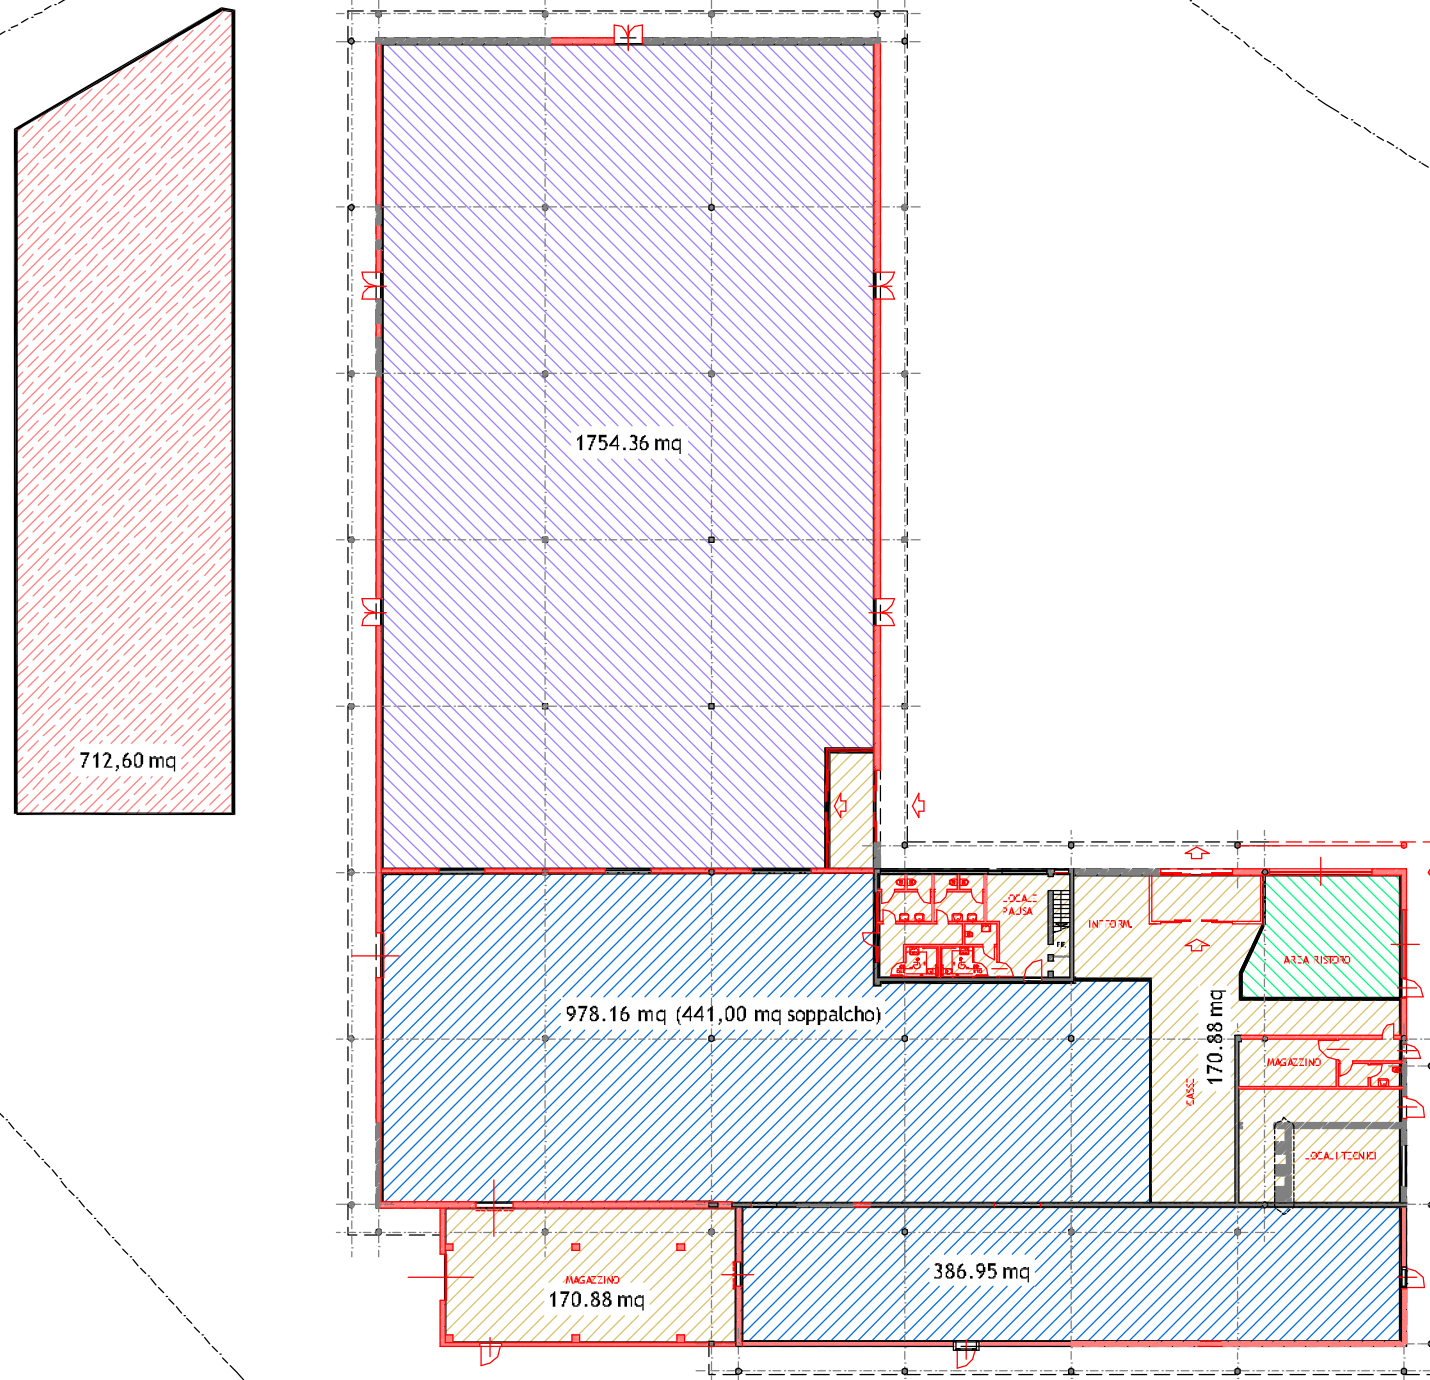 1754.36 mq
712,60 mq
LOCALE
PAUSA
AREA RISTORO
978.16 mq (441,00 mq soppalcho)
170.88 mq
CASSE
MAGAZZINO
LOCALI TECNICI
386.95 mq
MAGAZZINO
170.88 mq